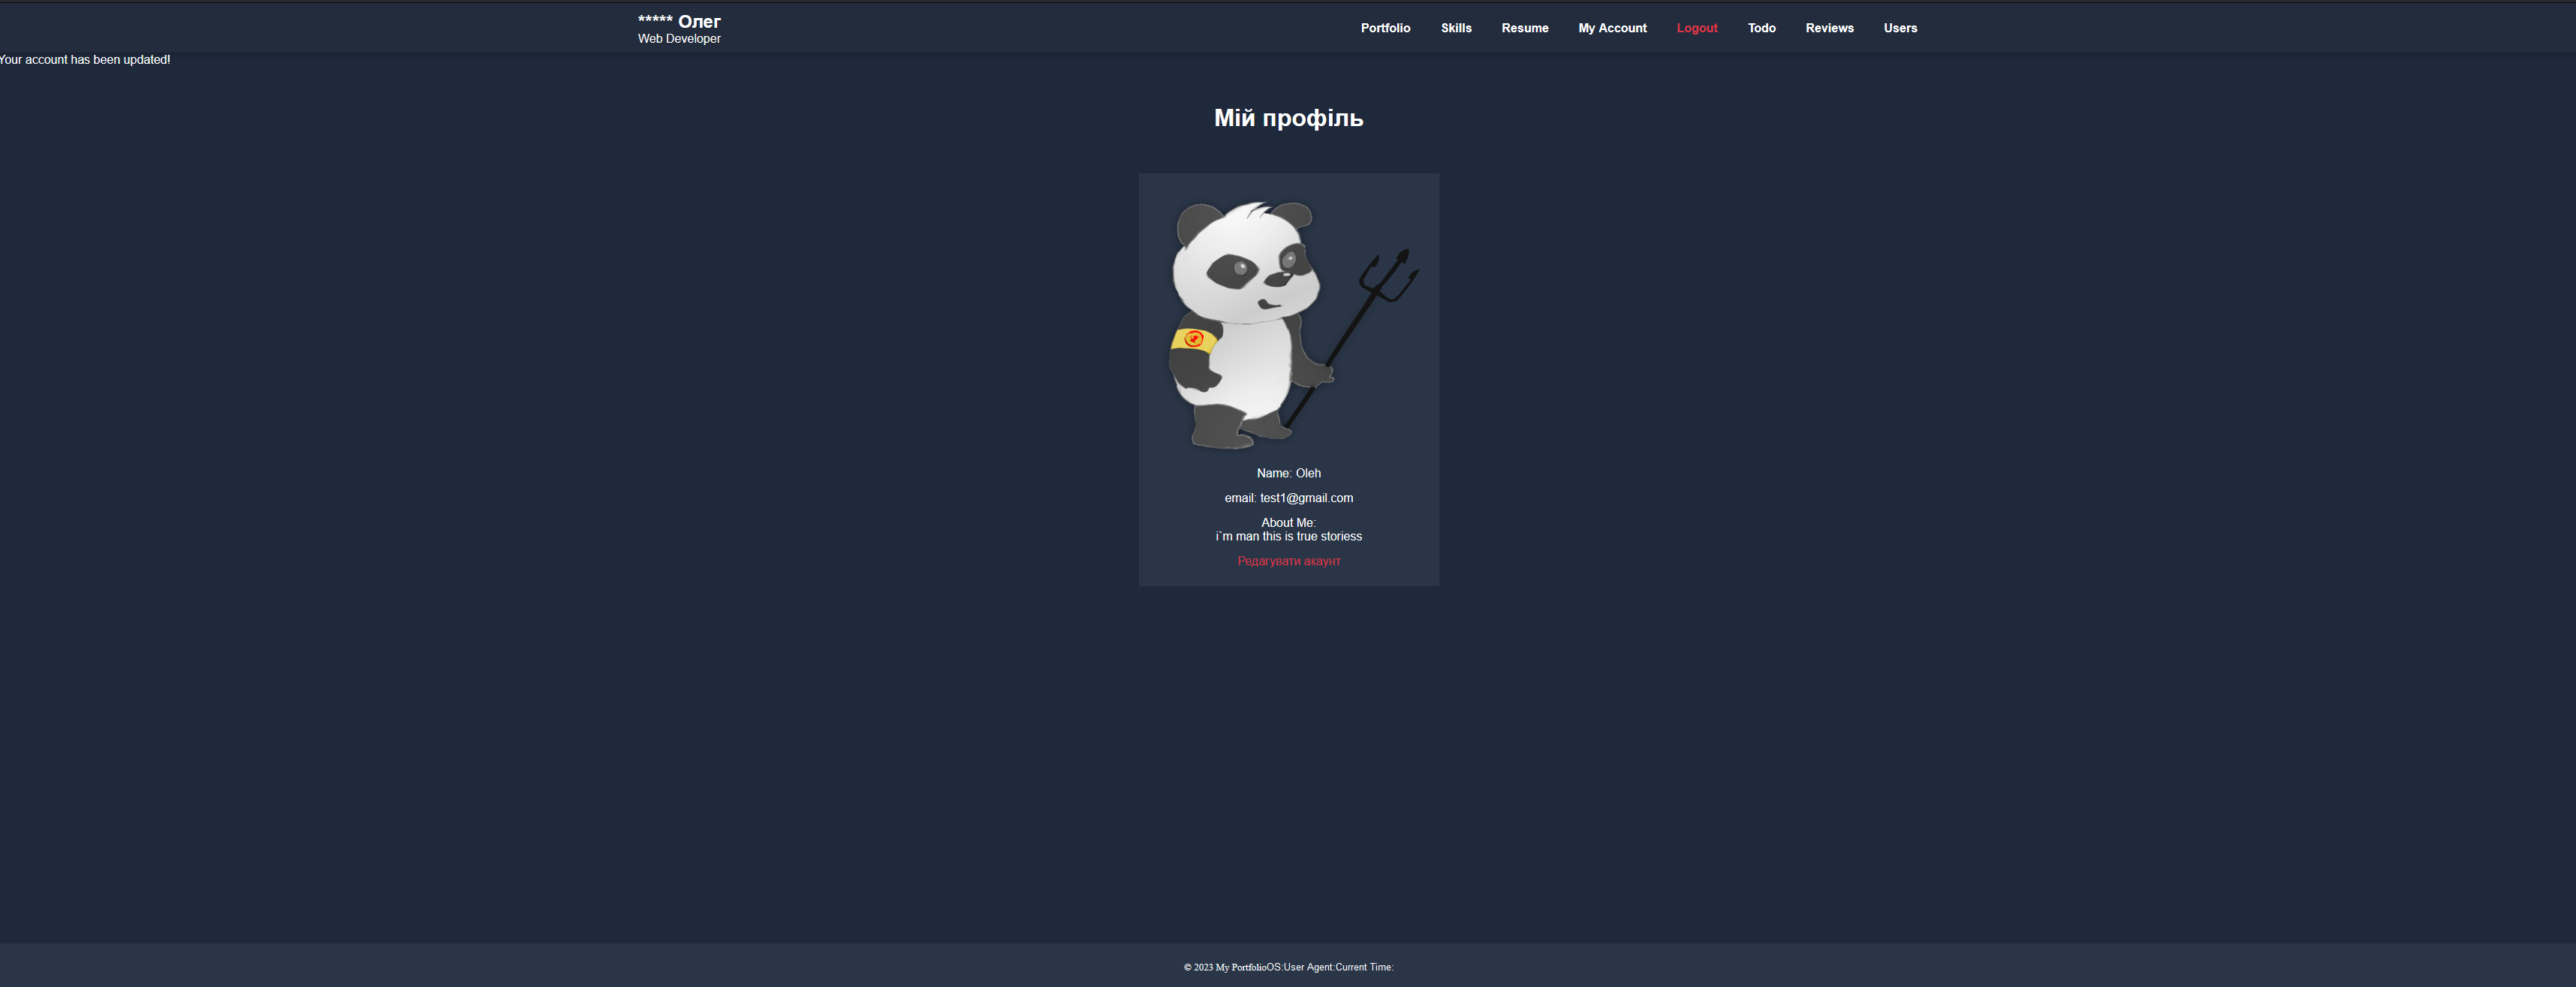 ***** Олег
Web Developer
Portfolio Skills Resume My Account Logout Todo Reviews Users
Your account has been updated!
Мій профіль
Name: Oleh
email: test1@gmail.com
About Me:
i`m man this is true storiess
Редагувати акаунт
© 2023 My PortfolioOS:User Agent:Current Time: